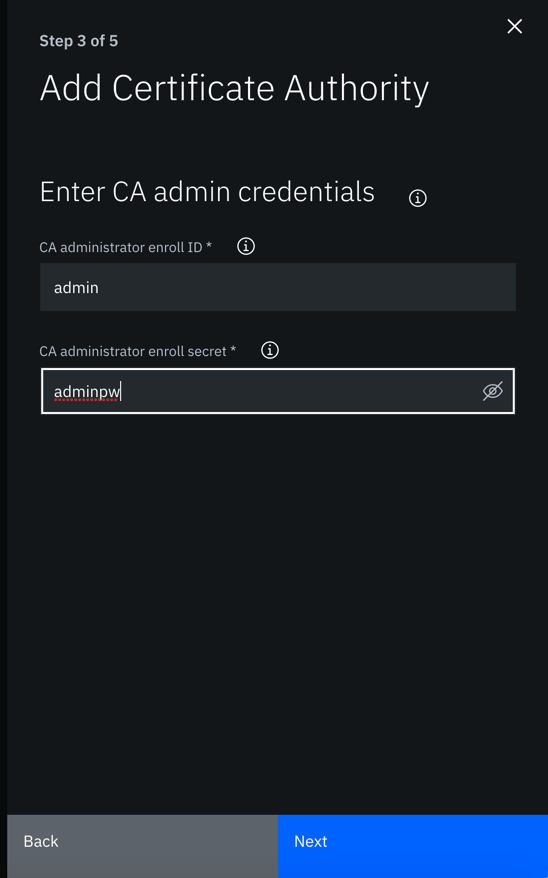 Step 3 of 5
Add Certificate Authority
Enter CA admin credentials
CA administrator enroll ID *
admin
CA administrator enroll secret *
adminpw
Back
Next